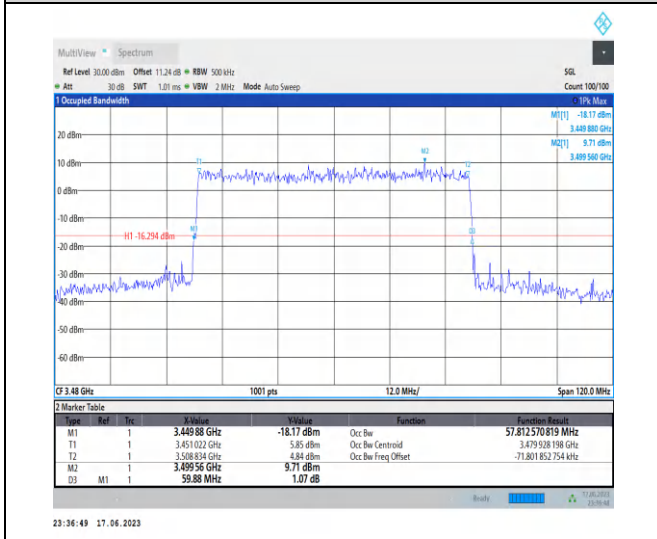 MultiView Spectrum
Ref Level 30.00 dBm Offset 11.24 dB RBW 500 kHz SGL
Att 30 dB SWT 1.01 ms VBW 2 MHz Mode Auto Sweep Count 100/100
1 Occupied Bandwidth 1Pk Max
M1[1] -18.17 dBm
3.449 880 GHz
M2[1] 9.71 dBm
3.499 560 GHz
20 dBm
M2
T1 T2
10 dBm
0 dBm
-10 dBm
M1 D3
H1 -16.294 dBm
-20 dBm
-30 dBm
-40 dBm
-50 dBm
-60 dBm
CF 3.48 GHz 1001 pts 12.0 MHz/ Span 120.0 MHz
2 Marker Table
Type Ref Trc X-Value Y-Value Function Function Result
M1 1 3.449 88 GHz -18.17 dBm Occ Bw 57.812 570 819 MHz
T1 1 3.451 022 GHz 5.85 dBm Occ Bw Centroid 3.479 928 198 GHz
T2 1 3.508 834 GHz 4.84 dBm Occ Bw Freq Offset -71.801 852 754 kHz
M2 1 3.499 56 GHz 9.71 dBm
D3 M1 1 59.88 MHz 1.07 dB
Ready 17.06.2023
23:36:48
23:36:49 17.06.2023